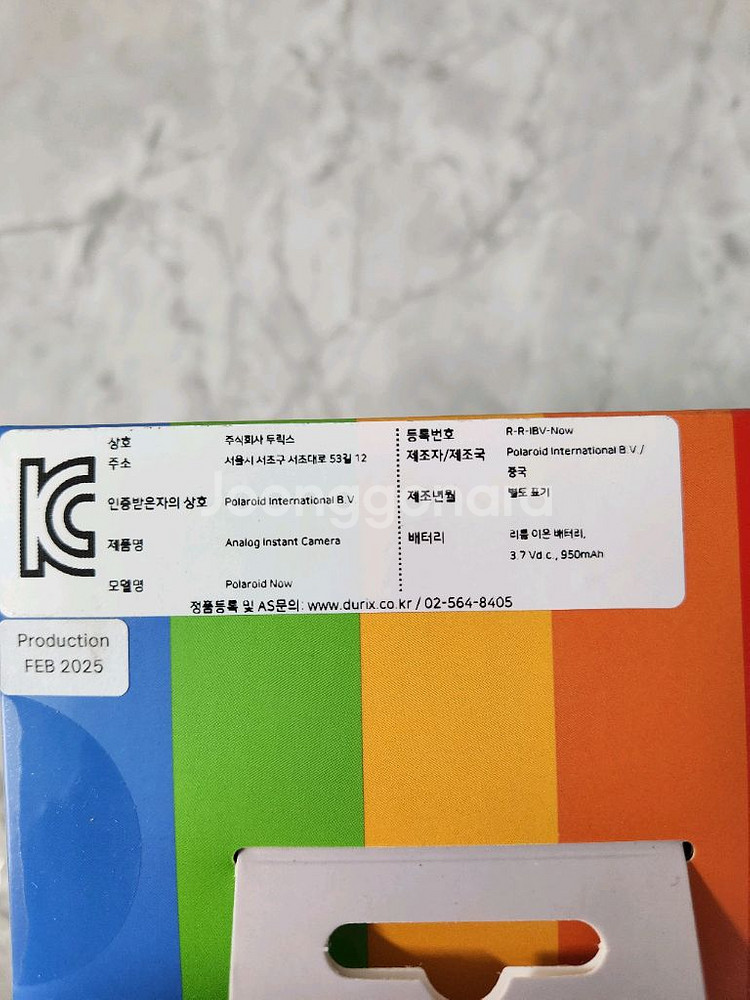 상호 주식회사 두릭스
주소 서울시 서초구 서초대로 53길 12
인증받은자의 상호 Polaroid International B.V
제품명 Analog Instant Camera
모델명 Polaroid Now
등록번호 R-R-IBV-Now
제조자/제조국 Polaroid International B.V./
중국
제조년월 별도 표기
배터리 리튬 이온 배터리,
3.7 Vd.c., 950mAh
정품등록 및 AS문의: www.durix.co.kr / 02-564-8405
Joonggonara
Production
FEB 2025